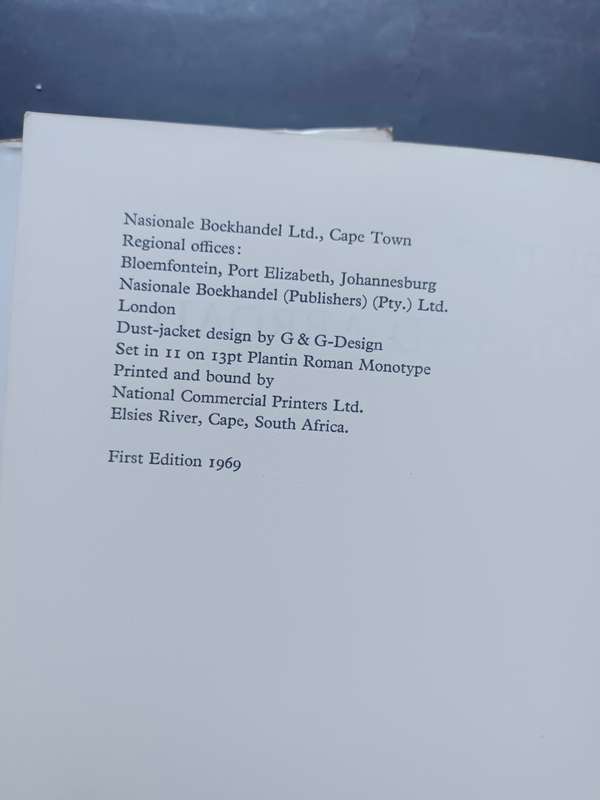 Nasionale Boekhandel Ltd., Cape Town
Regional offices:
Bloemfontein, Port Elizabeth, Johannesburg
Nasionale Boekhandel (Publishers) (Pty.) Ltd.
London
Dust-jacket design by G & G-Design
Set in 11 on 13pt Plantin Roman Monotype
Printed and bound by
National Commercial Printers Ltd.
Elsies River, Cape, South Africa.
First Edition 1969